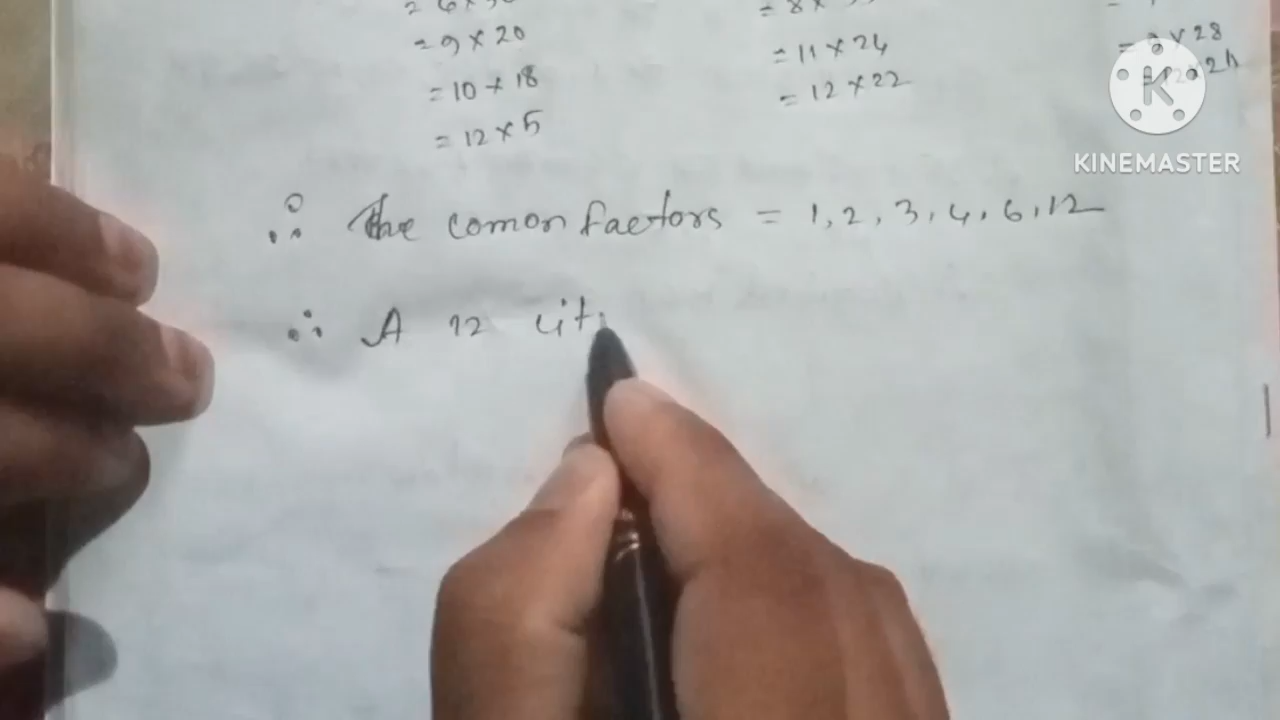 = 9 × 20
= 11 × 24
= 10 × 18
= 12 × 22
= 12 × 5
∴ The comon factors = 1, 2, 3, 4, 6, 12
∴ A 12 lit
K
KINEMASTER